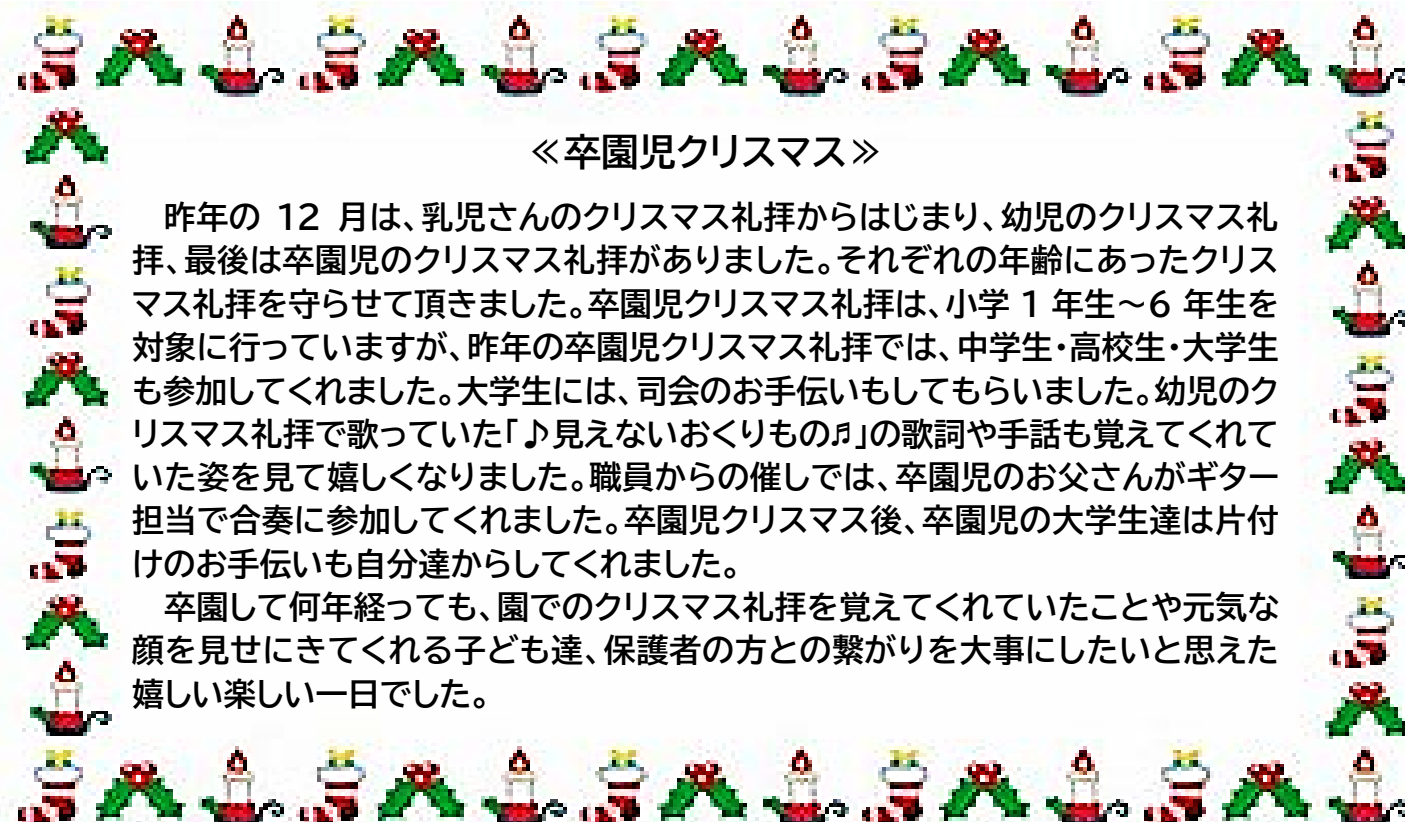 ≪卒園児クリスマス≫
昨年の 12 月は、乳児さんのクリスマス礼拝からはじまり、幼児のクリスマス礼
拝、最後は卒園児のクリスマス礼拝がありました。それぞれの年齢にあったクリス
マス礼拝を守らせて頂きました。卒園児クリスマス礼拝は、小学 1 年生~6 年生を
対象に行っていますが、昨年の卒園児クリスマス礼拝では、中学生・高校生・大学生
も参加してくれました。大学生には、司会のお手伝いもしてもらいました。幼児のク
リスマス礼拝で歌っていた「♪見えないおくりもの♬」の歌詞や手話も覚えてくれて
いた姿を見て嬉しくなりました。職員からの催しでは、卒園児のお父さんがギター
担当で合奏に参加してくれました。卒園児クリスマス後、卒園児の大学生達は片付
けのお手伝いも自分達からしてくれました。
卒園して何年経っても、園でのクリスマス礼拝を覚えてくれていたことや元気な
顔を見せにきてくれる子ども達、保護者の方との繋がりを大事にしたいと思えた
嬉しい楽しい一日でした。